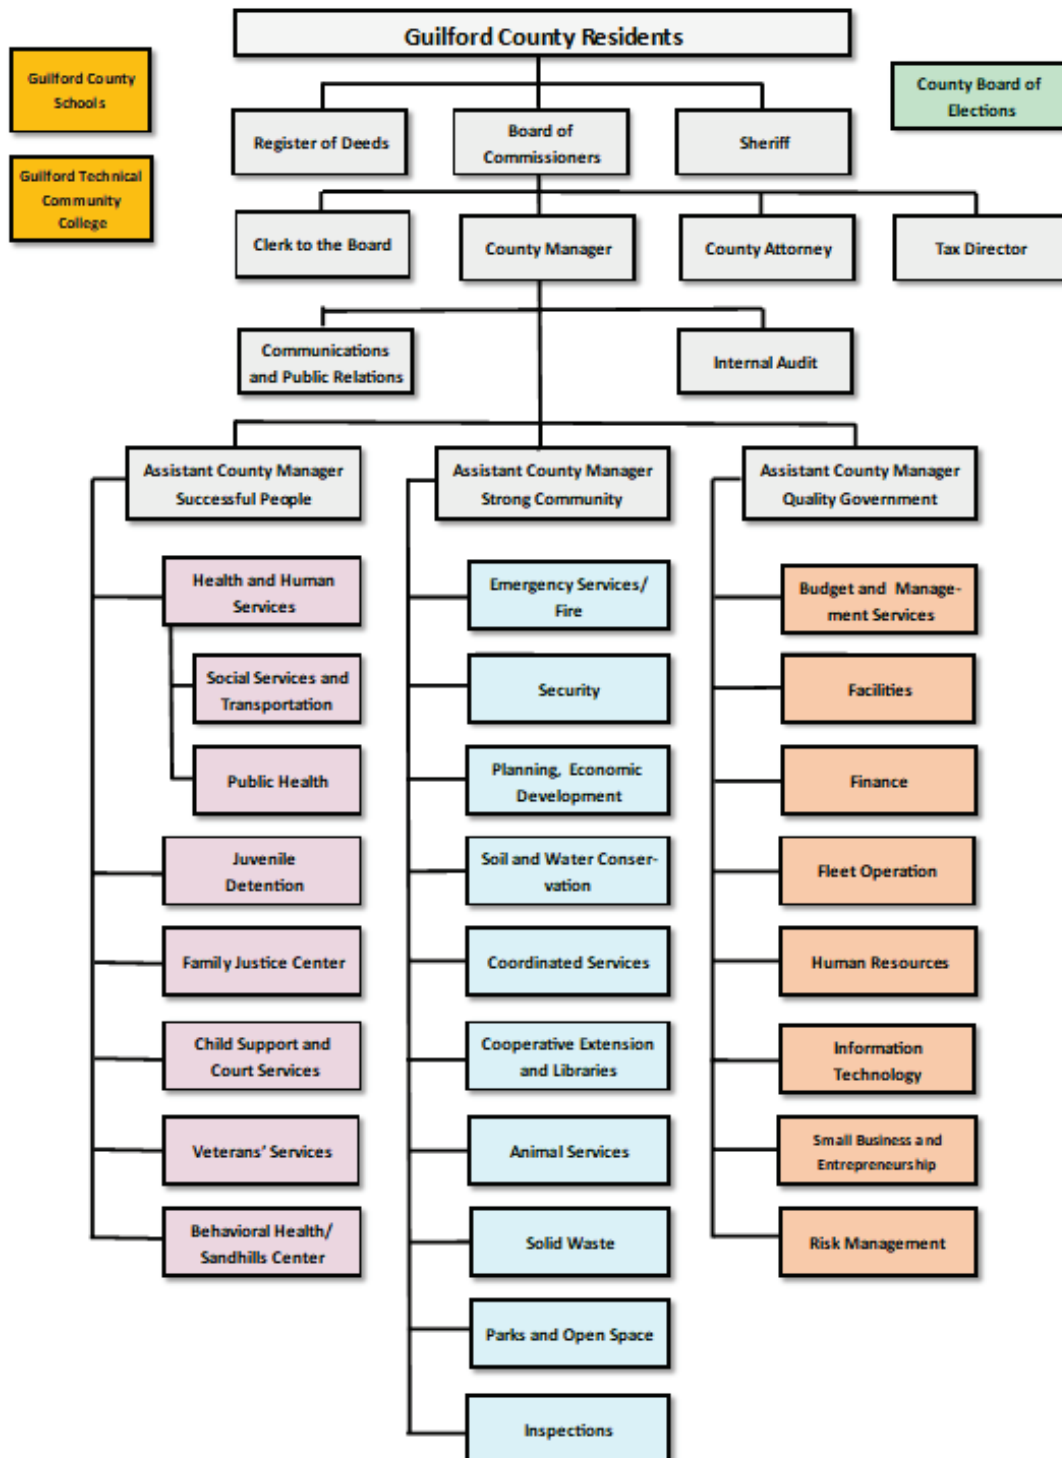 Guilford County Residents
Guilford County
Schools
County Board of
Elections
Register of Deeds
Board of
Commissioners
Sheriff
Guilford Technical
Community
College
Clerk to the Board
County Manager
County Attorney
Tax Director
Communications
and Public Relations
Internal Audit
Assistant County Manager
Successful People
Assistant County Manager
Strong Community
Assistant County Manager
Quality Government
Health and Human
Services
Social Services and
Transportation
Public Health
Juvenile
Detention
Family Justice Center
Child Support and
Court Services
Veterans' Services
Behavioral Health/
Sandhills Center
Emergency Services/
Fire
Security
Planning, Economic
Development
Soil and Water Conser-
vation
Coordinated Services
Cooperative Extension
and Libraries
Animal Services
Solid Waste
Parks and Open Space
Inspections
Budget and Manage-
ment Services
Facilities
Finance
Fleet Operation
Human Resources
Information
Technology
Small Business and
Entrepreneurship
Risk Management